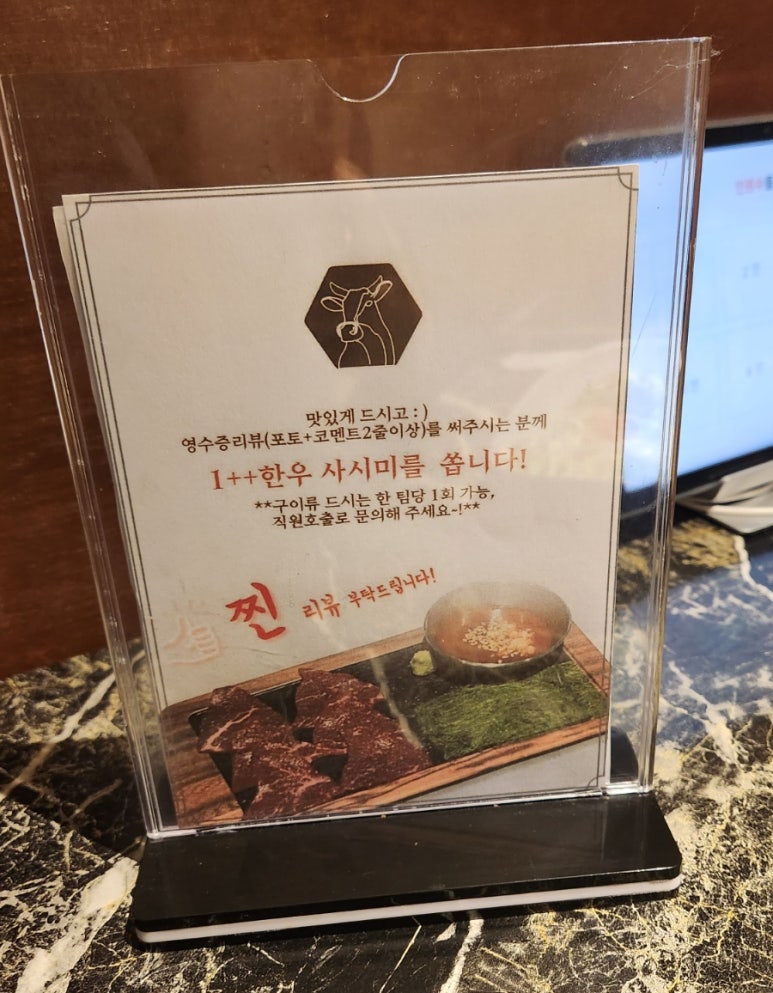 맛있게 드시고 : )
영수증리뷰(포토+코멘트2줄이상)를 써주시는 분께
1++한우 사시미를 쏩니다!
**구이류 드시는 한 팀당 1회 가능,
직원호출로 문의해 주세요~!**
찐 리뷰 부탁드립니다!